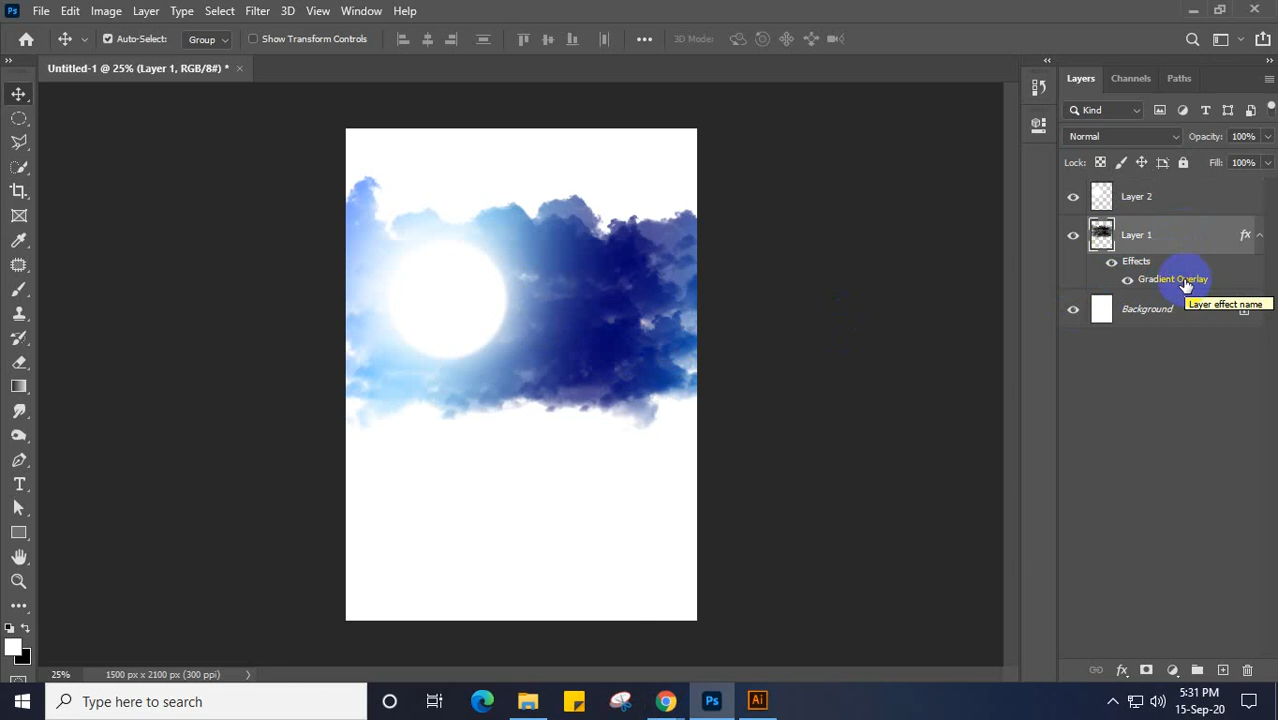 Ps File Edit Image Layer Type Select Filter 3D View Window Help
Auto-Select: Group Show Transform Controls 3D Mode:
Untitled-1 @ 25% (Layer 1, RGB/8#) *
Layers Channels Paths
Kind
Normal Opacity: 100%
Lock: Fill: 100%
Layer 2
Layer 1 fx
Effects
Gradient Overlay
Layer effect name
Background
25% 1500 px x 2100 px (300 ppi)
fx
Type here to search
Ps Ai
5:31 PM
15-Sep-20